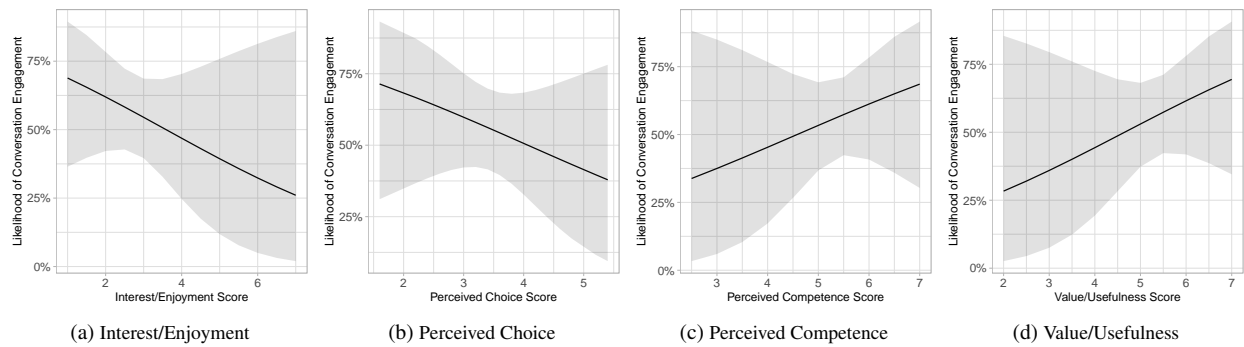 Likelihood of Conversation Engagement
75%
50%
25%
0%
2
4
6
Interest/Enjoyment Score
(a) Interest/Enjoyment
Likelihood of Conversation Engagement
75%
50%
25%
2
3
4
5
Perceived Choice Score
(b) Perceived Choice
Likelihood of Conversation Engagement
75%
50%
25%
0%
3
4
5
6
7
Perceived Competence Score
(c) Perceived Competence
Likelihood of Conversation Engagement
75%
50%
25%
0%
2
3
4
5
6
7
Value/Usefulness Score
(d) Value/Usefulness